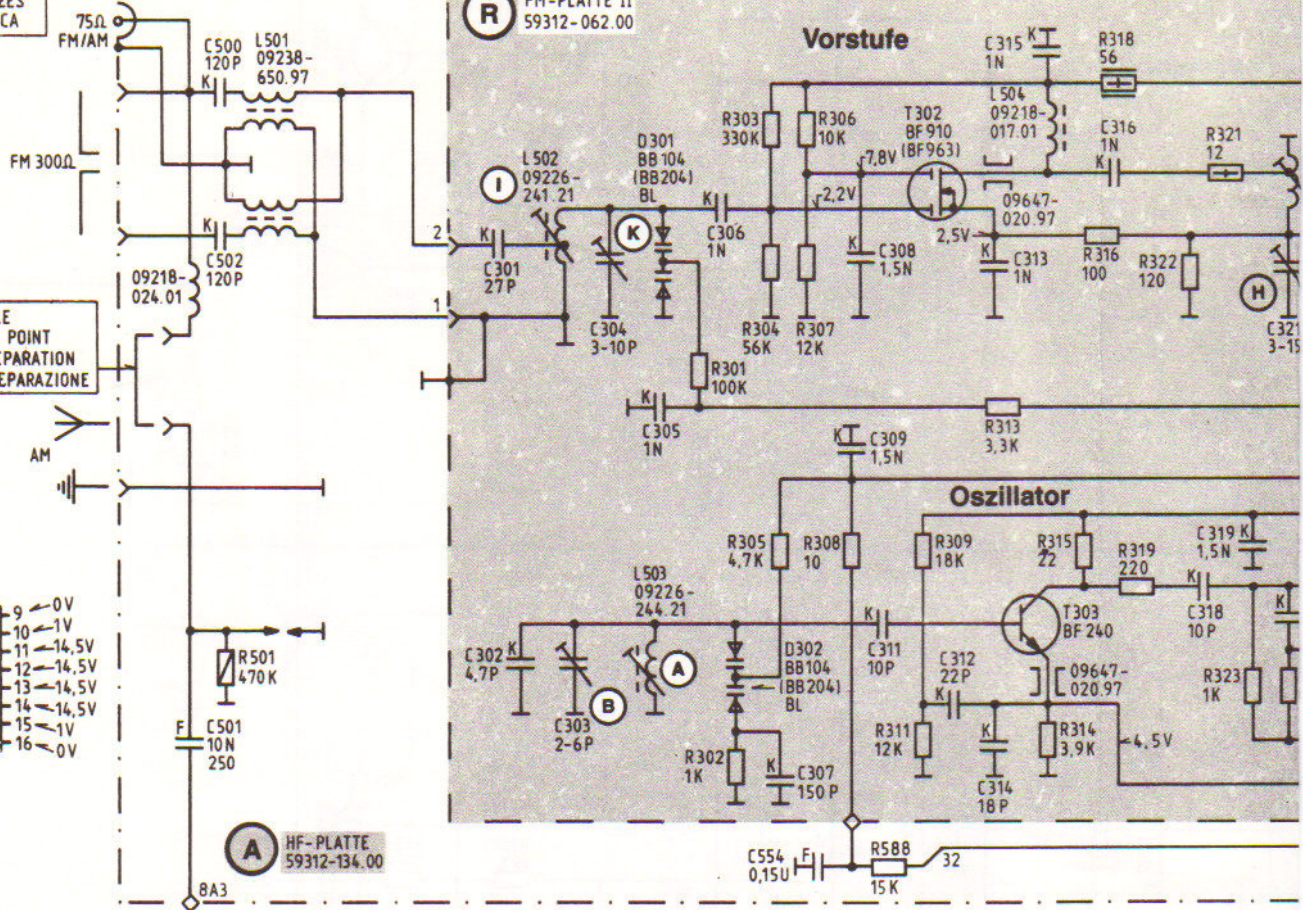 CA
75Ω
FM/AM
C500
120P
K
L501
09238-
650.97
FM 300Ω
K
C502
120P
09218-
024.01
POINT
EPARAZIONE
AM
9 0V
10 1V
11 14,5V
12 14,5V
13 14,5V
14 14,5V
15 1V
16 0V
R501
470K
F
C501
10N
250
A
HF-PLATTE
59312-134.00
8A3
R
FM-PLATTE II
59312-062.00
Vorstufe
C315
1N
K
R318
56
L504
09218-
017.01
R303
330K
R306
10K
T302
BF910
(BF963)
C316
1N
K
R321
12
D301
BB104
(BB204)
BL
L502
09226-
241.21
I
7,8V
2,2V
2,5V
09647-
020.97
2
K
C301
27P
K
K
C306
1N
K
C308
1,5N
K
C313
1N
R316
100
R322
120
H
1
C304
3-10P
R304
56K
R307
12K
C321
3-15
R301
100K
K
C305
1N
R313
3,3K
K
C309
1,5N
Oszillator
R305
4,7K
R308
10
R309
18K
R315
22
R319
220
C319
1,5N
K
L503
09226-
244.21
T303
BF240
K
C318
10P
K
K
C302
4,7P
A
B
C303
2-6P
D302
BB104
(BB204)
BL
K
C311
10P
C312
22P
K
09647-
020.97
R323
1K
R302
1K
K
C307
150P
R311
12K
K
C314
18P
R314
3,9K
4,5V
C554
0,15U
F
R588
15K
32